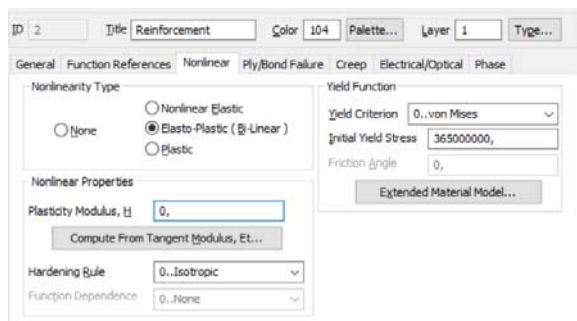 ID 2 Title Reinforcement Color 104 Palette... Layer 1 Type...
General Function References Nonlinear Ply/Bond Failure Creep Electrical/Optical Phase
Nonlinearity Type
None
Nonlinear Elastic
Elasto-Plastic ( Bi-Linear )
Plastic
Nonlinear Properties
Plasticity Modulus, H 0,
Compute From Tangent Modulus, Et...
Hardening Rule 0..Isotropic
Function Dependence 0..None
Yield Function
Yield Criterion 0..von Mises
Initial Yield Stress 365000000,
Friction Angle 0,
Extended Material Model...